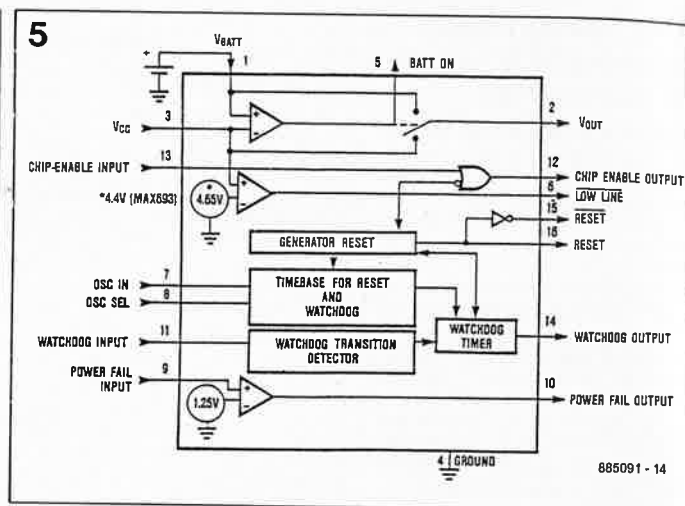 5
VBATT
1
5 BATT ON
+
+
−
3
VCC
2
VOUT
13
CHIP-ENABLE INPUT
12
CHIP ENABLE OUTPUT
*4.4V (MAX693)
*
4.65V
+
−
6
LOW LINE
15
RESET
16
RESET
GENERATOR RESET
7
OSC IN
8
OSC SEL
TIMEBASE FOR RESET
AND
WATCHDOG
11
WATCHDOG INPUT
WATCHDOG TRANSITION
DETECTOR
WATCHDOG
TIMER
14
WATCHDOG OUTPUT
9
POWER FAIL
INPUT
1.25V
+
−
10
POWER FAIL OUTPUT
4 GROUND
885091 - 14